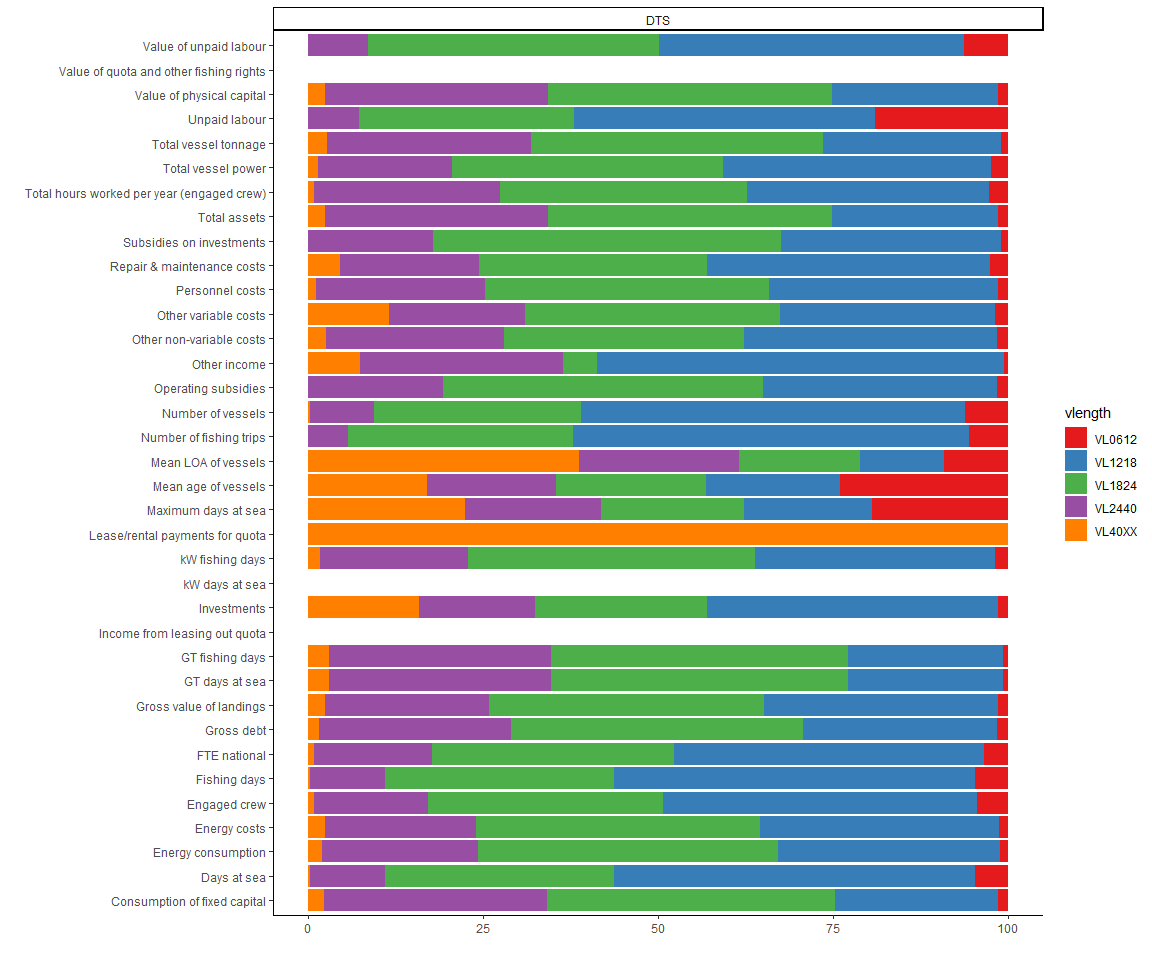 DTS
Value of unpaid labour
Value of quota and other fishing rights
Value of physical capital
Unpaid labour
Total vessel tonnage
Total vessel power
Total hours worked per year (engaged crew)
Total assets
Subsidies on investments
Repair & maintenance costs
Personnel costs
Other variable costs
Other non-variable costs
Other income
Operating subsidies
Number of vessels
Number of fishing trips
Mean LOA of vessels
Mean age of vessels
Maximum days at sea
Lease/rental payments for quota
kW fishing days
kW days at sea
Investments
Income from leasing out quota
GT fishing days
GT days at sea
Gross value of landings
Gross debt
FTE national
Fishing days
Engaged crew
Energy costs
Energy consumption
Days at sea
Consumption of fixed capital
0 25 50 75 100
vlength
VL0612
VL1218
VL1824
VL2440
VL40XX